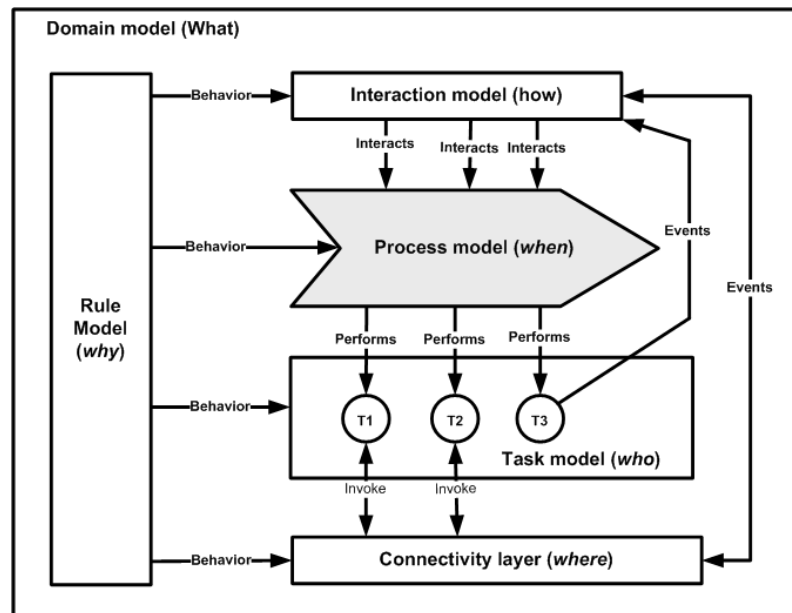 Domain model (What)
Behavior
Interaction model (how)
Interacts
Interacts
Interacts
Behavior
Process model (when)
Events
Events
Rule
Model
(why)
Performs
Performs
Performs
Behavior
T1
T2
T3
Task model (who)
Invoke
Invoke
Behavior
Connectivity layer (where)